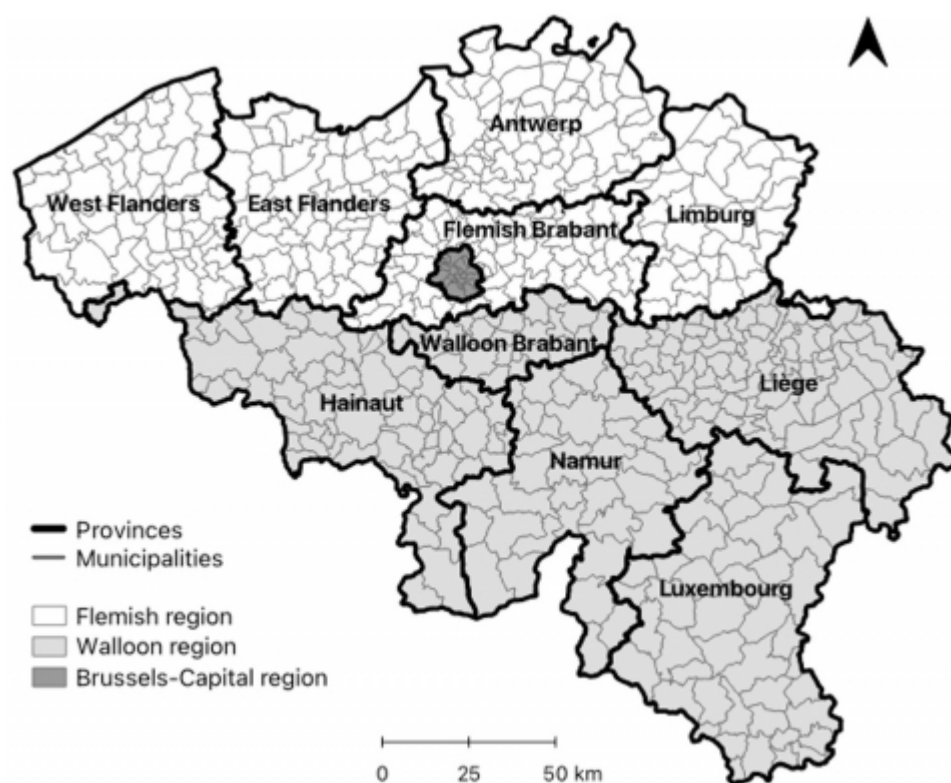 Antwerp
West Flanders
East Flanders
Limburg
Flemish Brabant
Walloon Brabant
Liège
Hainaut
Namur
Luxembourg
Provinces
Municipalities
Flemish region
Walloon region
Brussels-Capital region
0 25 50 km